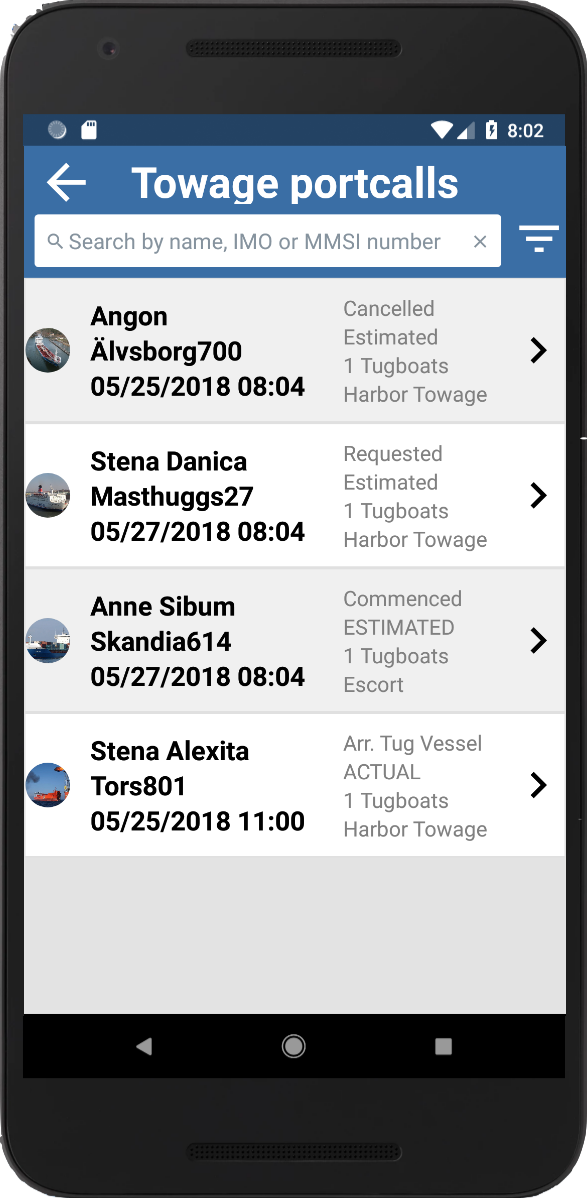 8:02
Towage portcalls
Search by name, IMO or MMSI number
Angon
Älvsborg700
05/25/2018 08:04
Cancelled
Estimated
1 Tugboats
Harbor Towage
Stena Danica
Masthuggs27
05/27/2018 08:04
Requested
Estimated
1 Tugboats
Harbor Towage
Anne Sibum
Skandia614
05/27/2018 08:04
Commenced
ESTIMATED
1 Tugboats
Escort
Stena Alexita
Tors801
05/25/2018 11:00
Arr. Tug Vessel
ACTUAL
1 Tugboats
Harbor Towage